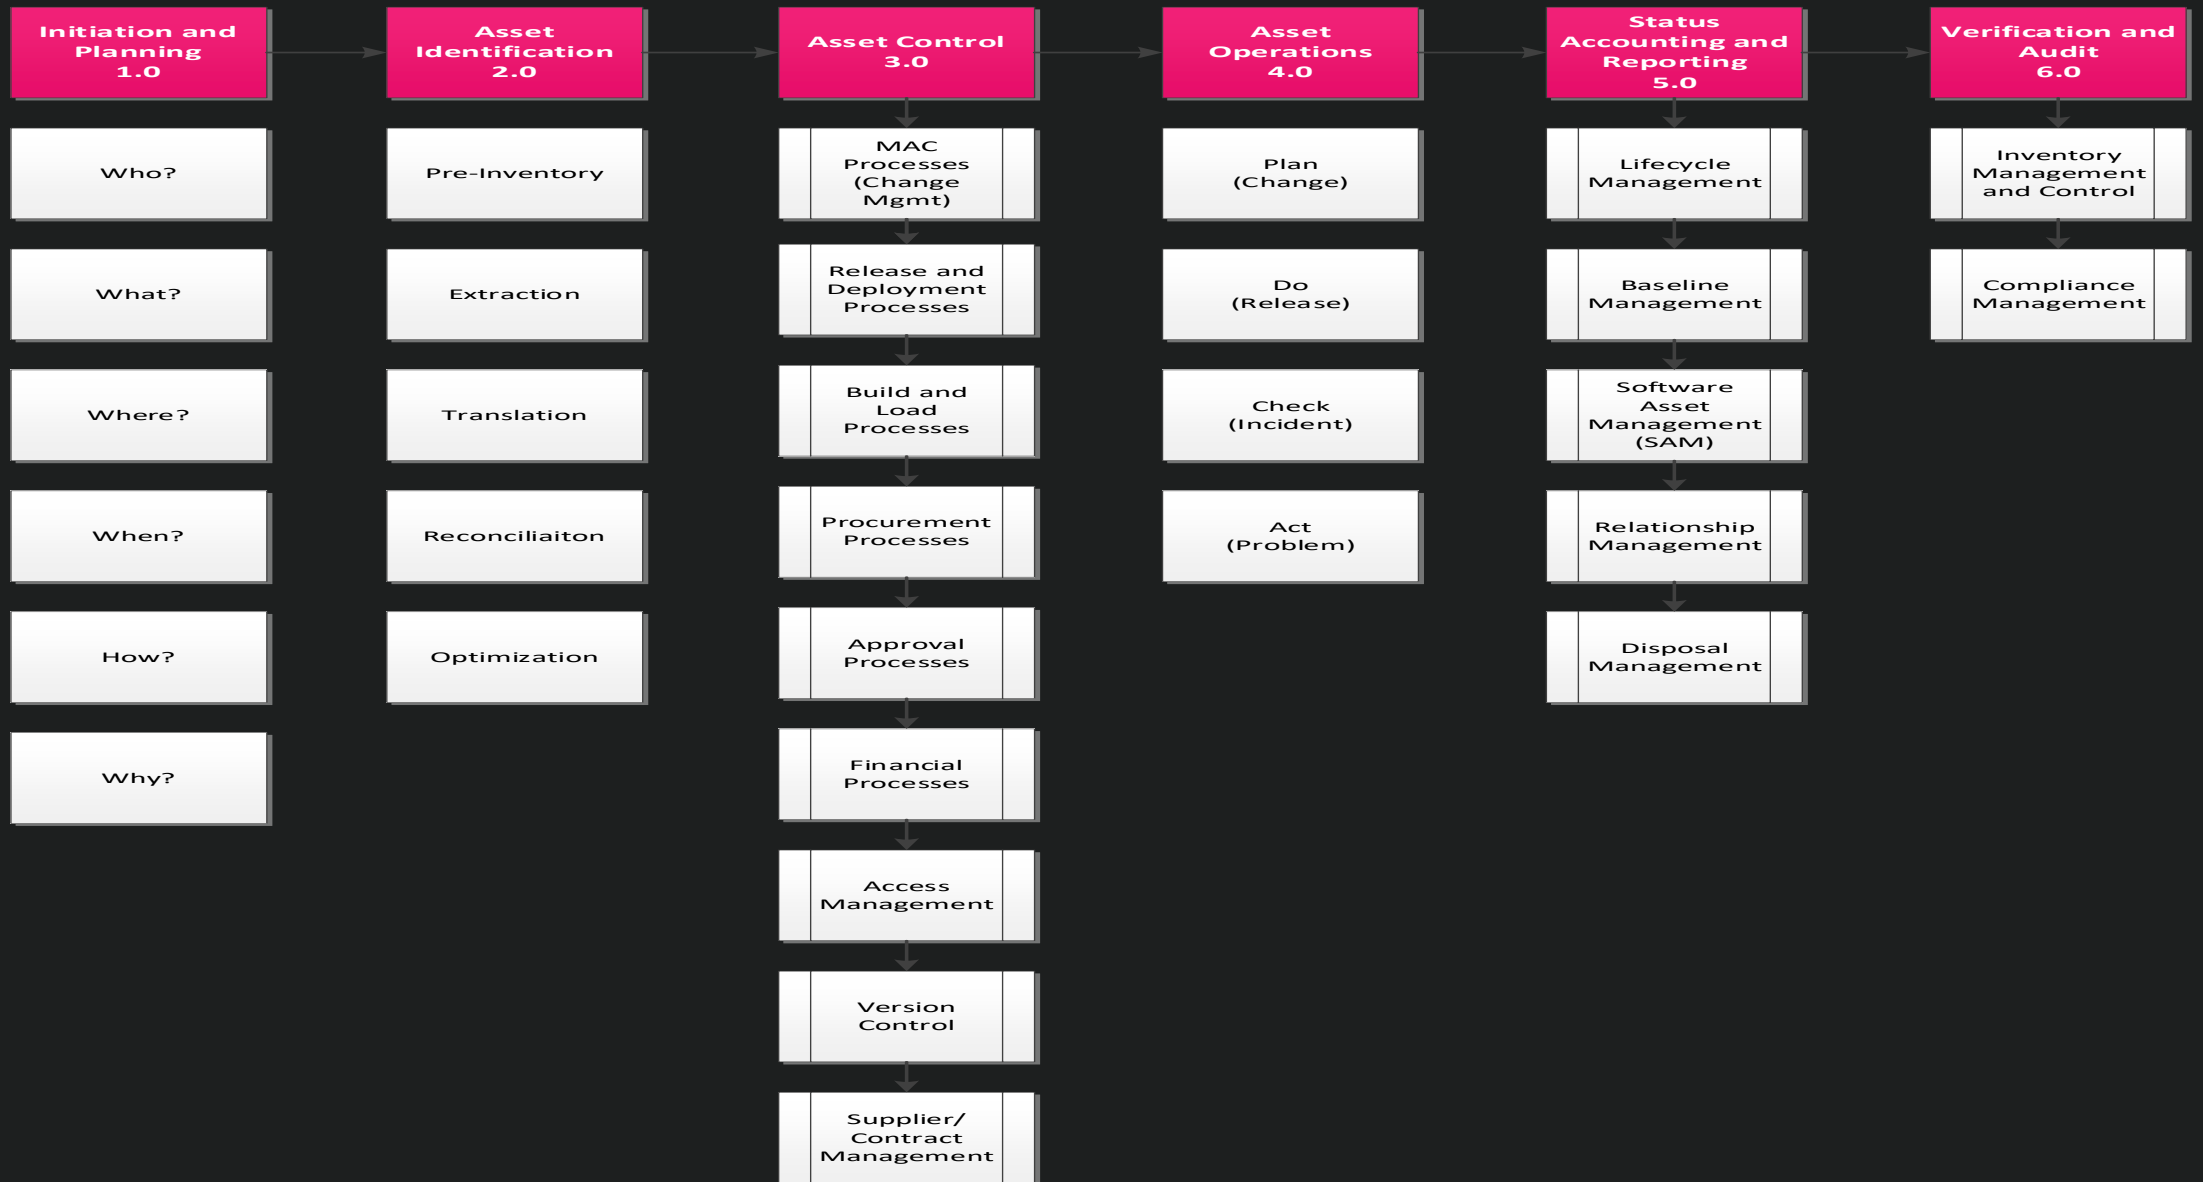 Initiation and
Planning
1.0
Who?
What?
Where?
When?
How?
Why?
Asset
Identification
2.0
Pre-Inventory
Extraction
Translation
Reconciliaiton
Optimization
Asset Control
3.0
MAC
Processes
(Change
Mgmt)
Release and
Deployment
Processes
Build and
Load
Processes
Procurement
Processes
Approval
Processes
Financial
Processes
Access
Management
Version
Control
Supplier/
Contract
Management
Asset
Operations
4.0
Plan
(Change)
Do
(Release)
Check
(Incident)
Act
(Problem)
Status
Accounting and
Reporting
5.0
Lifecycle
Management
Baseline
Management
Software
Asset
Management
(SAM)
Relationship
Management
Disposal
Management
Verification and
Audit
6.0
Inventory
Management
and Control
Compliance
Management